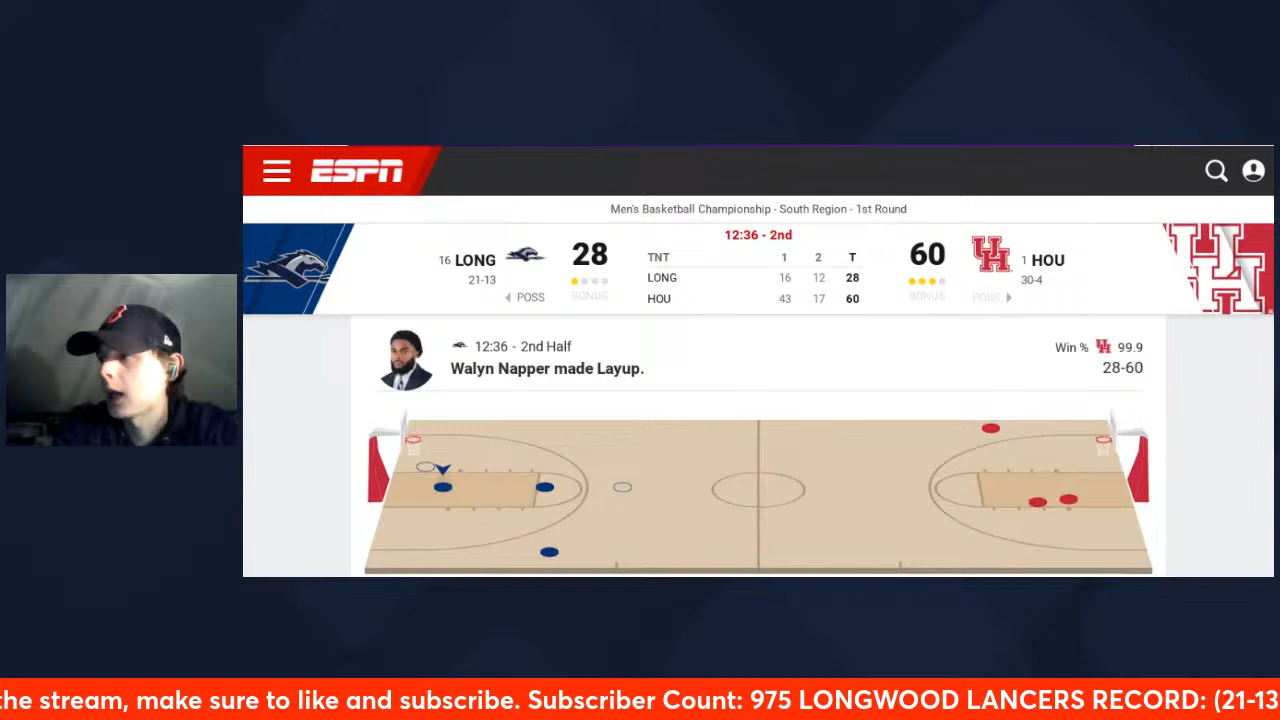 ESPN
Men's Basketball Championship - South Region - 1st Round
16 LONG
21-13
POSS
28
BONUS
12:36 - 2nd
TNT 1 2 T
LONG 16 12 28
HOU 43 17 60
60
BONUS
1 HOU
30-4
POSS
12:36 - 2nd Half
Walyn Napper made Layup.
Win % 99.9
28-60
the stream, make sure to like and subscribe. Subscriber Count: 975 LONGWOOD LANCERS RECORD: (21-13